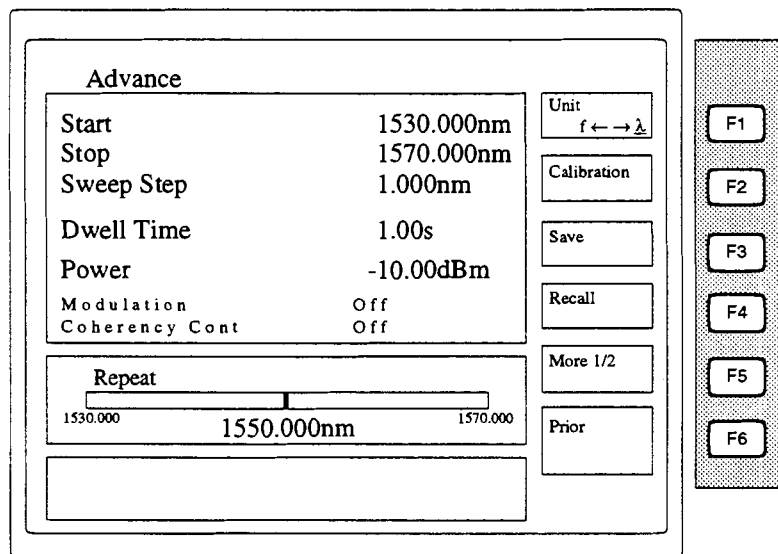 Advance
Start 1530.000nm
Stop 1570.000nm
Sweep Step 1.000nm
Dwell Time 1.00s
Power -10.00dBm
Modulation Off
Coherency Cont Off
Repeat
1530.000 1550.000nm 1570.000
Unit
f ← → λ
Calibration
Save
Recall
More 1/2
Prior
F1
F2
F3
F4
F5
F6